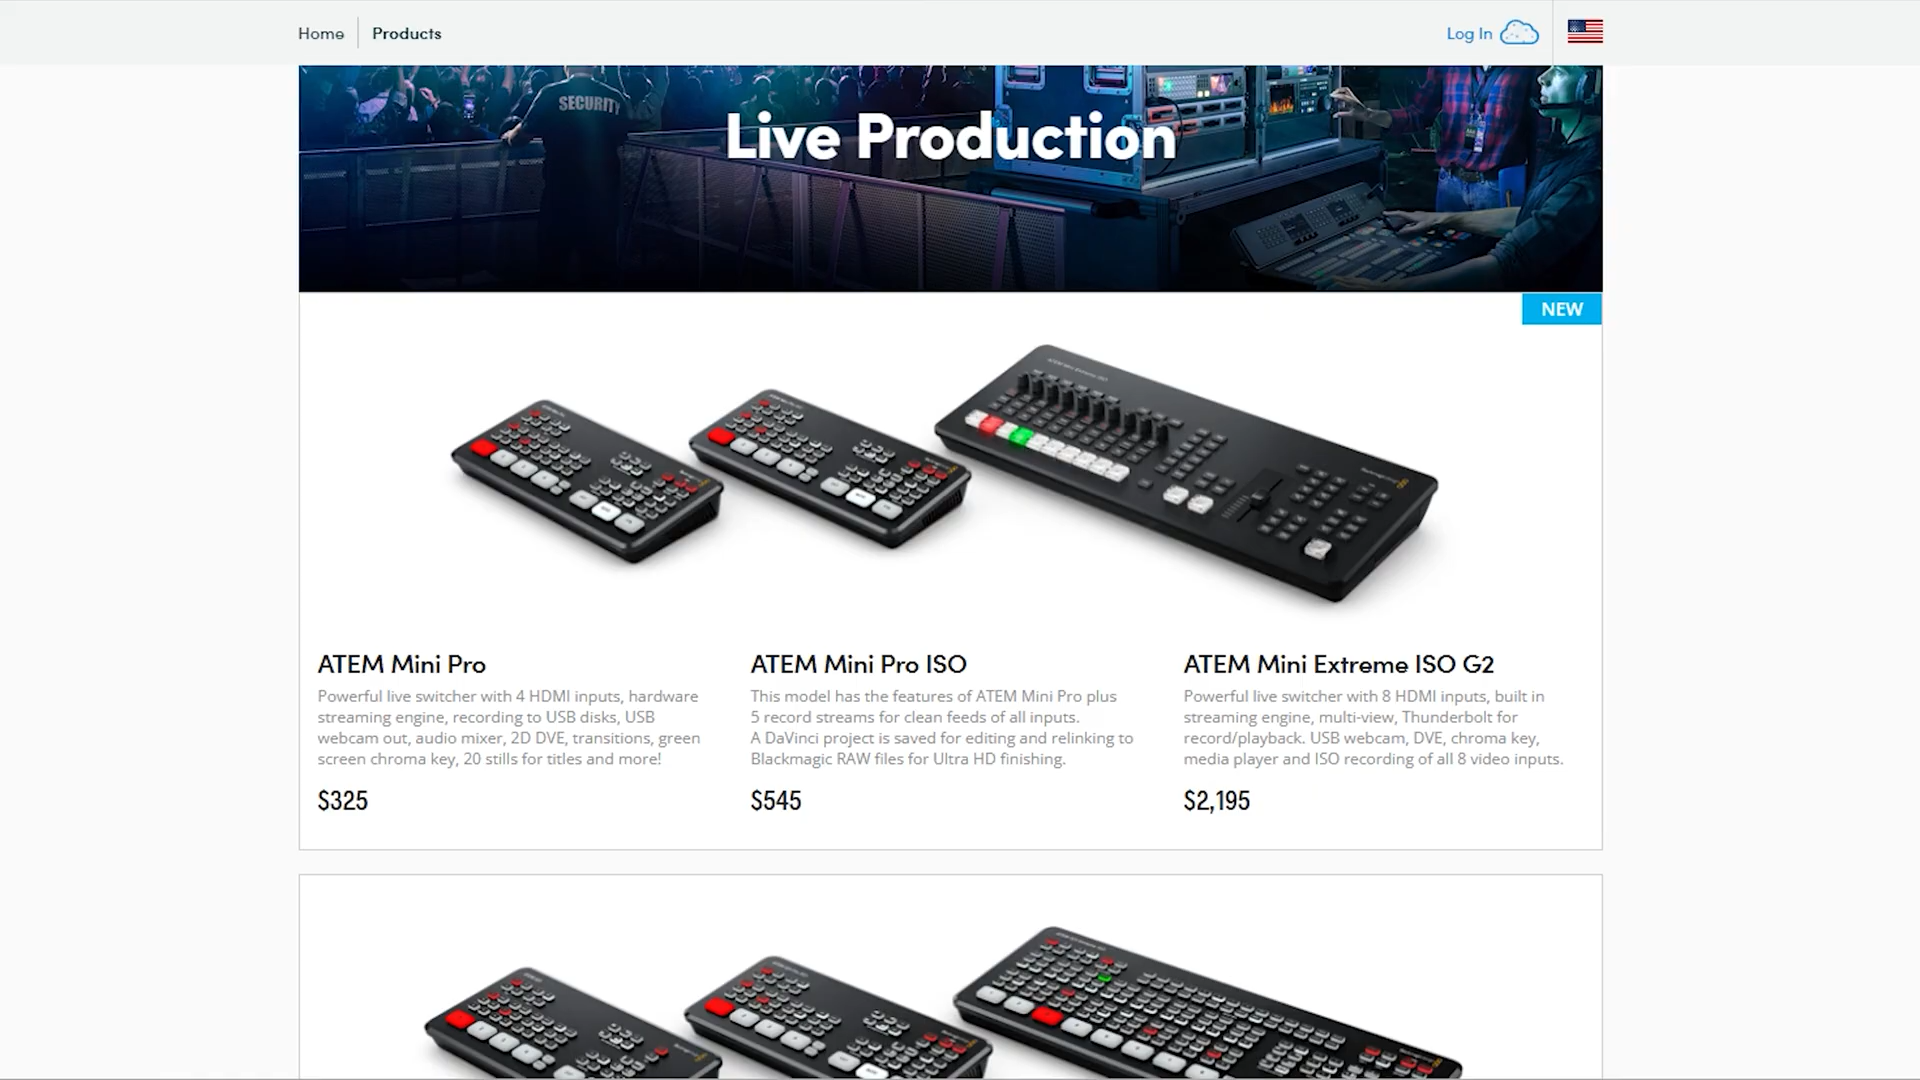 Home
Products
Log In
SECURITY
Live Production
NEW
ATEM Mini Pro
Powerful live switcher with 4 HDMI inputs, hardware
streaming engine, recording to USB disks, USB
webcam out, audio mixer, 2D DVE, transitions, green
screen chroma key, 20 stills for titles and more!
$325
ATEM Mini Pro ISO
This model has the features of ATEM Mini Pro plus
5 record streams for clean feeds of all inputs.
A DaVinci project is saved for editing and relinking to
Blackmagic RAW files for Ultra HD finishing.
$545
ATEM Mini Extreme ISO G2
Powerful live switcher with 8 HDMI inputs, built in
streaming engine, multi-view, Thunderbolt for
record/playback. USB webcam, DVE, chroma key,
media player and ISO recording of all 8 video inputs.
$2,195